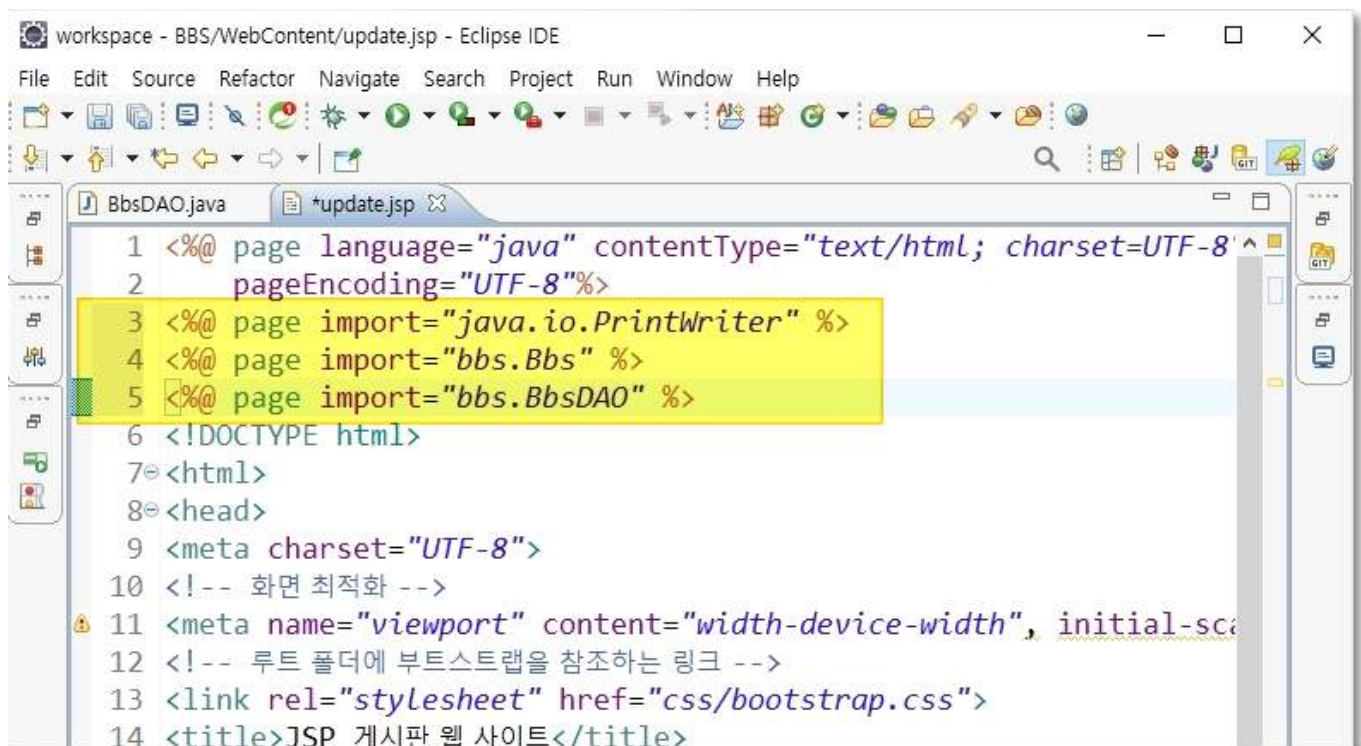 workspace - BBS/WebContent/update.jsp - Eclipse IDE
File Edit Source Refactor Navigate Search Project Run Window Help
BbsDAO.java *update.jsp
1 <%@ page language="java" contentType="text/html; charset=UTF-8"
2 pageEncoding="UTF-8"%>
3 <%@ page import="java.io.PrintWriter" %>
4 <%@ page import="bbs.Bbs" %>
5 <%@ page import="bbs.BbsDAO" %>
6 <!DOCTYPE html>
7 <html>
8 <head>
9 <meta charset="UTF-8">
10 <!-- 화면 최적화 -->
11 <meta name="viewport" content="width-device-width", initial-sca
12 <!-- 루트 폴더에 부트스트랩을 참조하는 링크 -->
13 <link rel="stylesheet" href="css/bootstrap.css">
14 <title>JSP 게시판 웹 사이트</title>